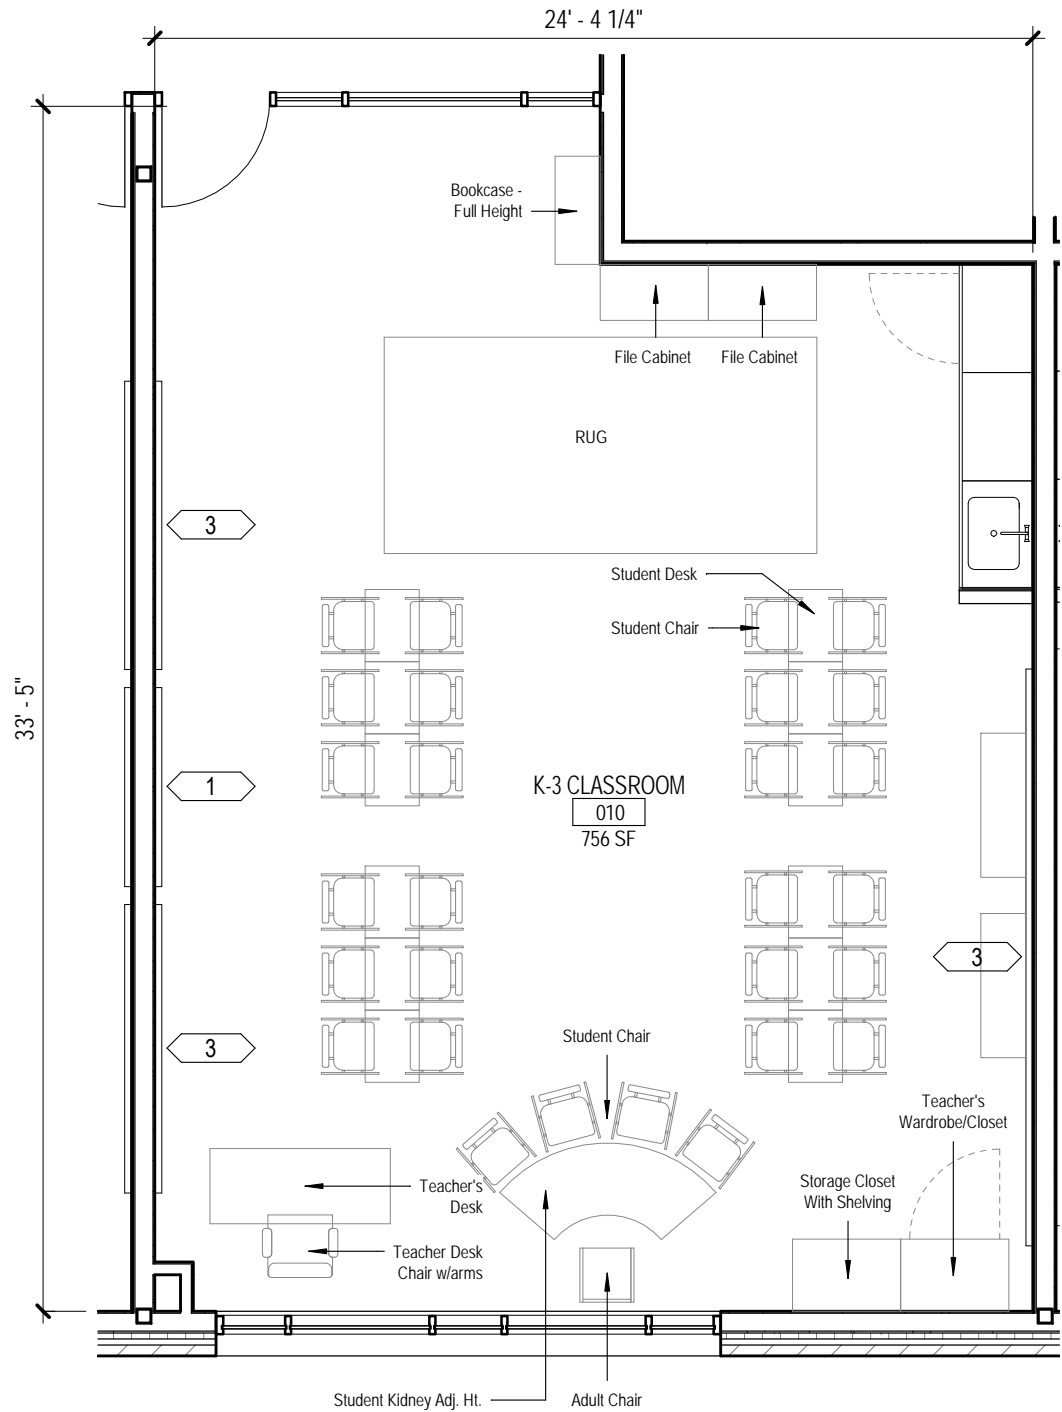 24' - 4 1/4"
Bookcase -
Full Height
File Cabinet
File Cabinet
RUG
3
Student Desk
Student Chair
33' - 5"
1
K-3 CLASSROOM
010
756 SF
3
3
Student Chair
Teacher's
Wardrobe/Closet
Teacher's
Desk
Storage Closet
With Shelving
Teacher Desk
Chair w/arms
Student Kidney Adj. Ht.
Adult Chair